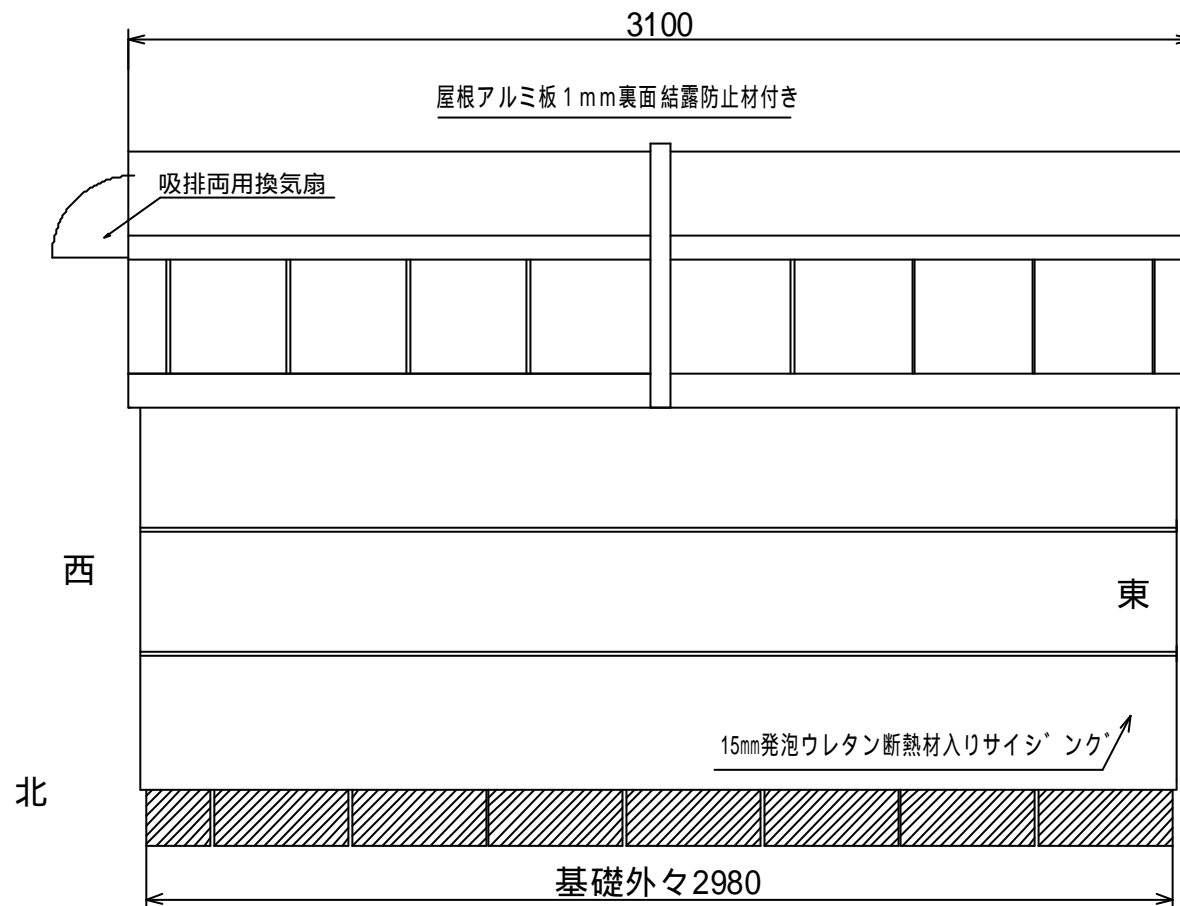 3100
屋根アルミ板1mm裏面結露防止材付き
吸排両用換気扇
西
東
15㎜発泡ウレタン断熱材入りサイシ゛ング゛
北
基礎外々2980